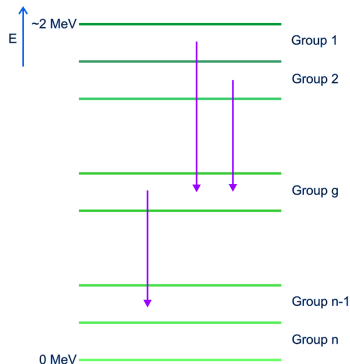 ~2 MeV
E
Group 1
Group 2
Group g
Group n-1
Group n
0 MeV